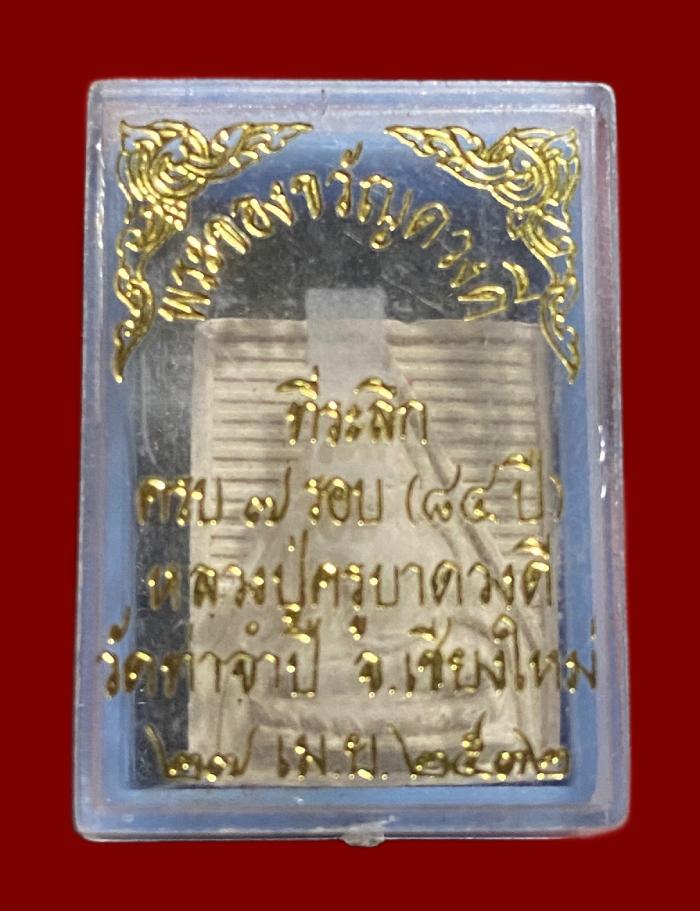 พระของขวัญดวงดี
ที่ระลึก
ครบ ๗ รอบ (๘๔ ปี)
หลวงปู่ครูบาดวงดี
วัดท่าจำปี จ.เชียงใหม่
๒๗ เม.ย. ๒๕๓๒